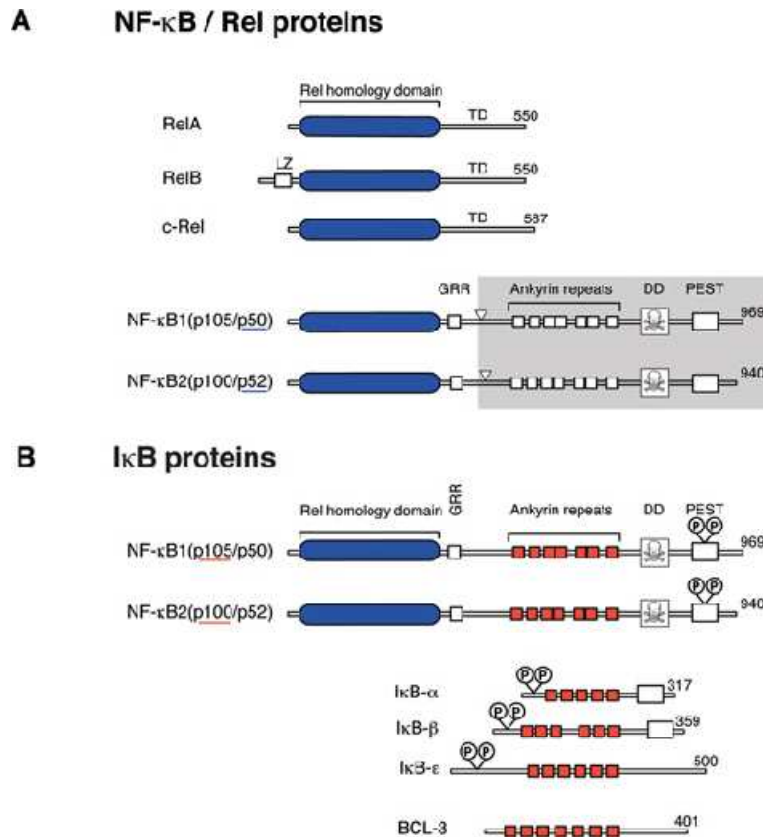 A NF-κB / Rel proteins
Rel homology domain
RelA TD 550
LZ
RelB TD 550
c-Rel TD 587
GRR Ankyrin repeats DD PEST
NF-κB1(p105/p50) 969
NF-κB2(p100/p52) 940
B IκB proteins
Rel homology domain GRR Ankyrin repeats DD PEST
P P
NF-κB1(p105/p50) 969
P P
NF-κB2(p100/p52) 940
P P
IκB-α 317
P P
IκB-β 359
P P
IκB-ε 500
BCL-3 401